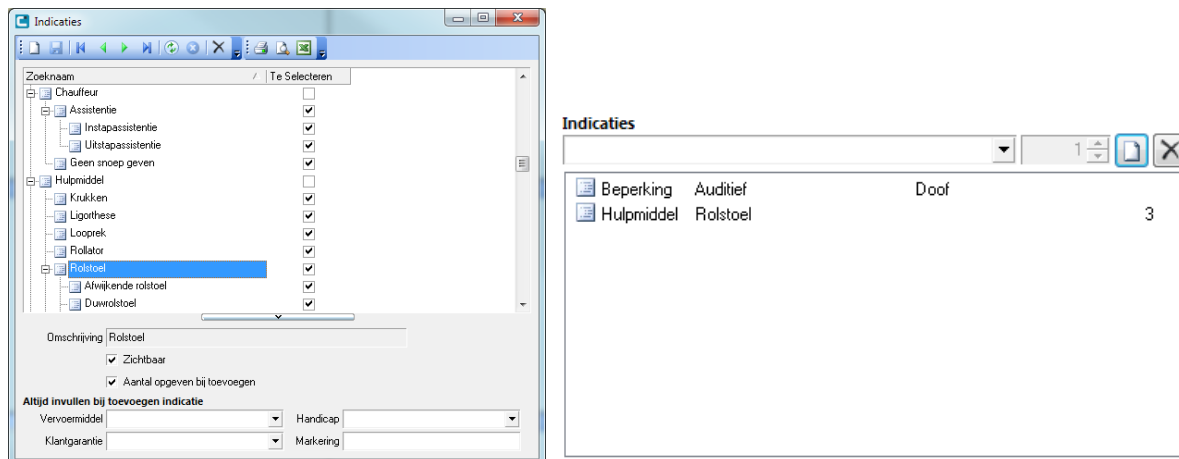 Indicaties
Zoeknaam / Te Selecteren
Chauffeur
Assistentie
Instapassistentie
Uitstapassistentie
Geen snoep geven
Hulpmiddel
Krukken
Ligorthese
Looprek
Rollator
Rolstoel
Afwijkende rolstoel
Duwrolstoel
Omschrijving Rolstoel
Zichtbaar
Aantal opgeven bij toevoegen
Altijd invullen bij toevoegen indicatie
Vervoermiddel Handicap
Klantgarantie Markering
Indicaties
1
Beperking Auditief Doof
Hulpmiddel Rolstoel 3